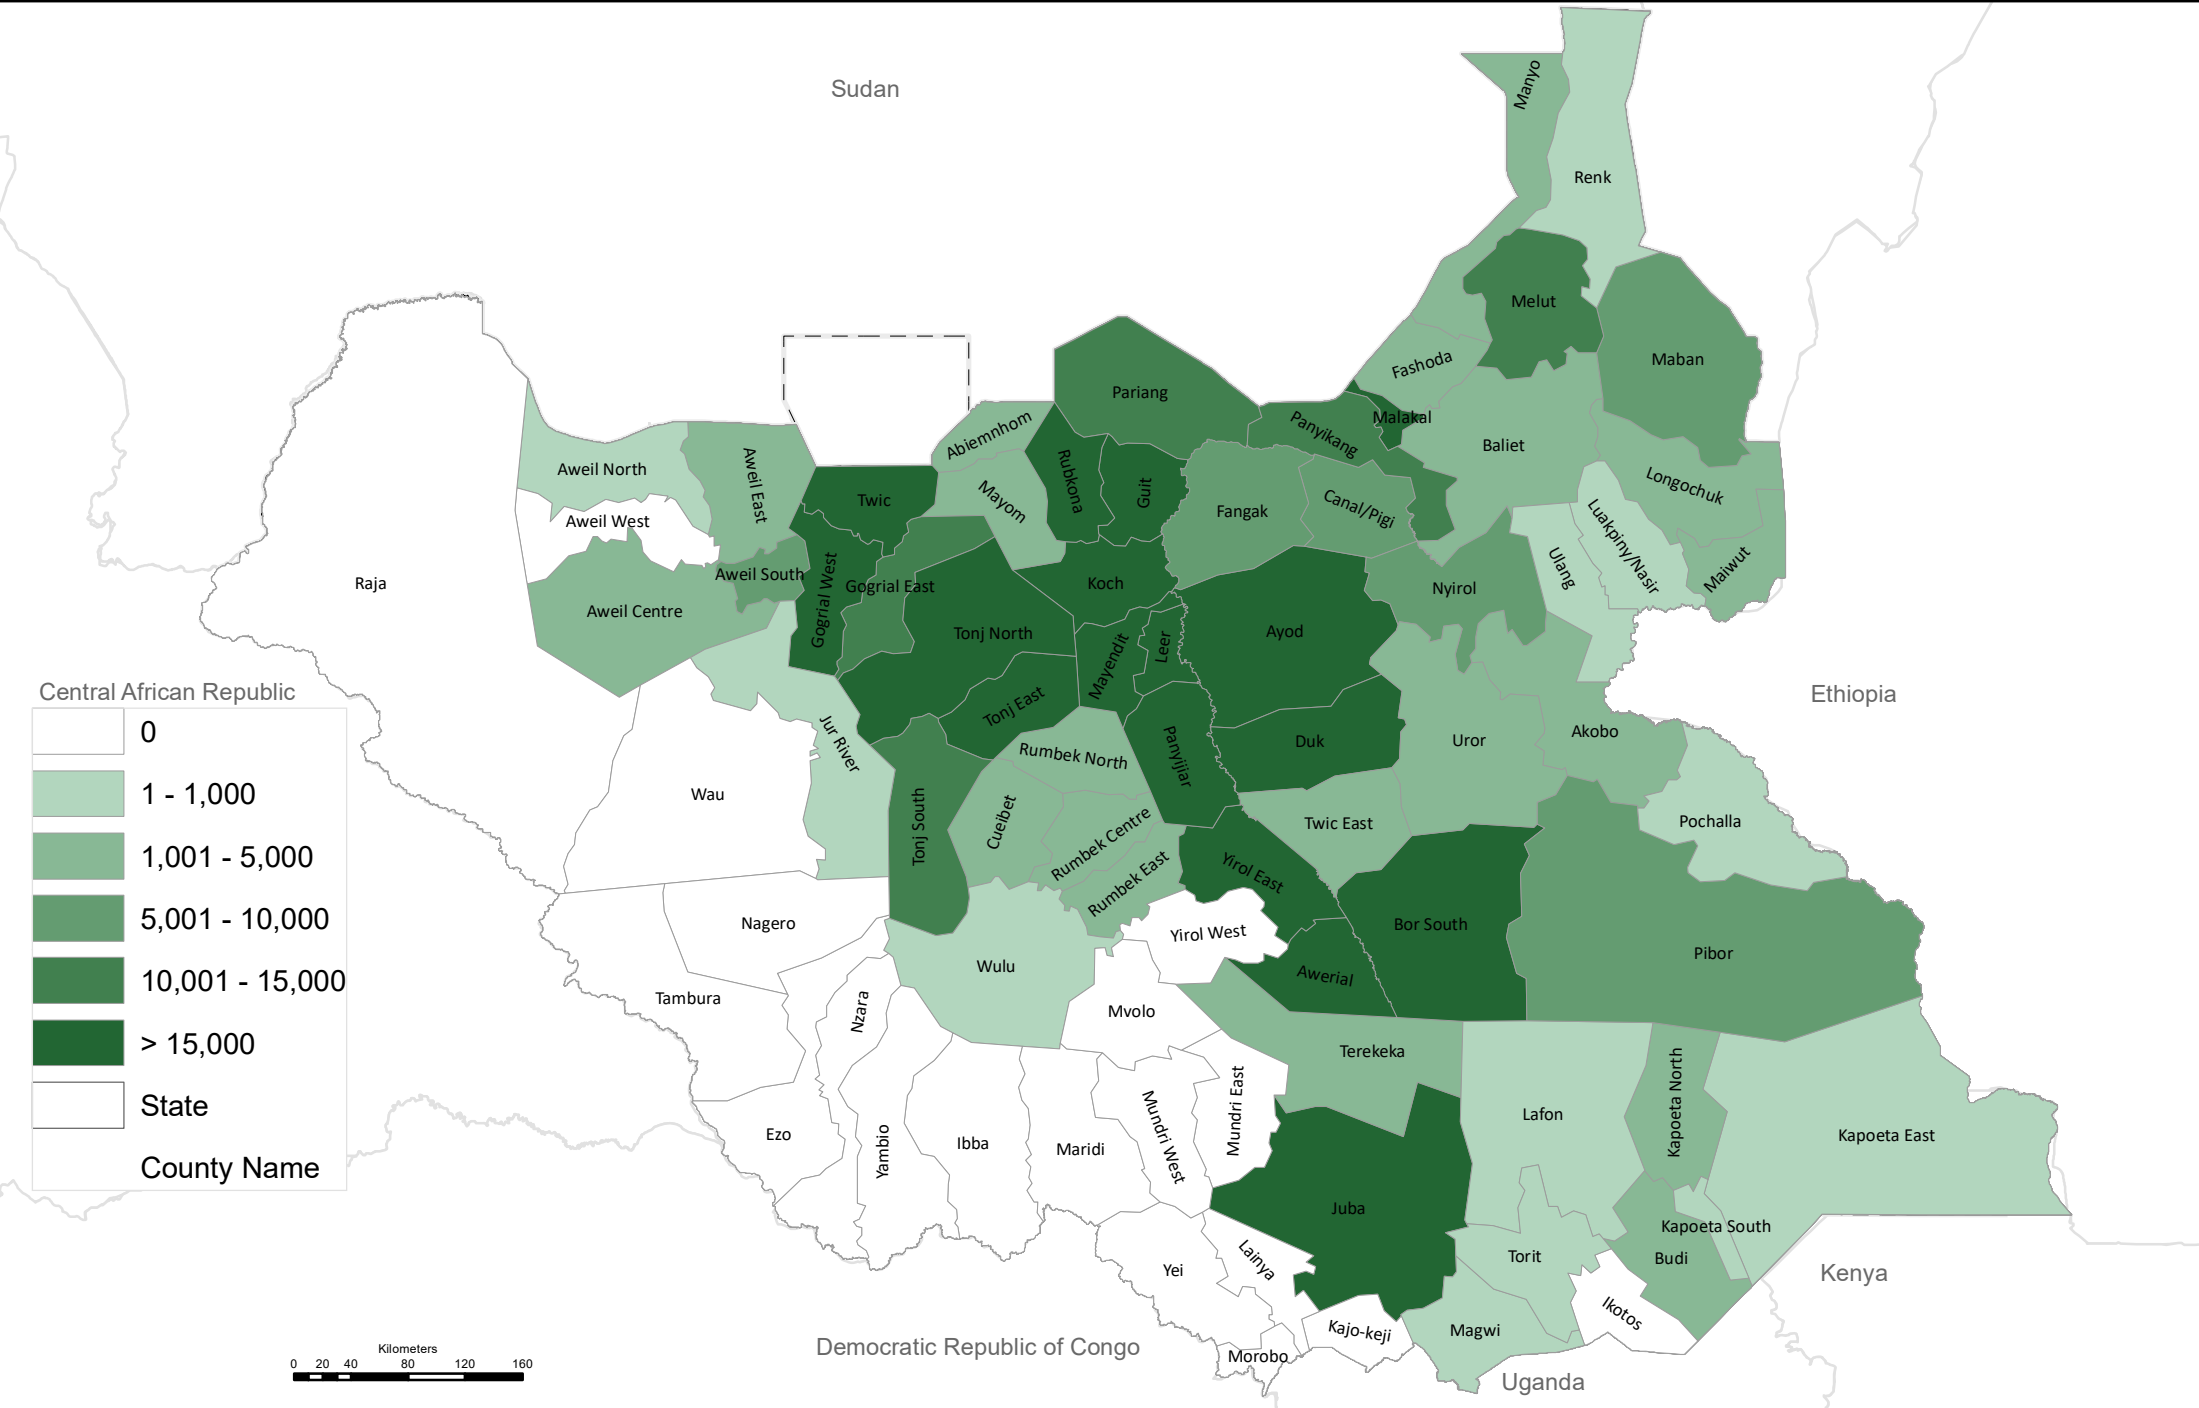 Sudan
Manyo
Renk
Melut
Maban
Fashoda
Pariang
Malakal
Panyikang
Abiemnhom
Baliet
Aweil North
Aweil East
Twic
Mayom
Rubkona
Guit
Fangak
Canal/Pigi
Longochuk
Luakpiny/Nasir
Aweil West
Raja
Aweil South
Gogrial West
Gogrial East
Koch
Nyirol
Ulang
Maiwut
Aweil Centre
Tonj North
Mayendit
Leer
Ayod
Ethiopia
Central African Republic
0
1 - 1,000
1,001 - 5,000
5,001 - 10,000
10,001 - 15,000
> 15,000
State
County Name
Tonj East
Jur River
Rumbek North
Panyijiar
Duk
Uror
Akobo
Wau
Tonj South
Cueibet
Rumbek Centre
Twic East
Pochalla
Rumbek East
Yirol East
Nagero
Yirol West
Bor South
Pibor
Wulu
Awerial
Tambura
Nzara
Mvolo
Terekeka
Mundri East
Kapoeta North
Lafon
Kapoeta East
Ezo
Yambio
Ibba
Maridi
Mundri West
Juba
Kapoeta South
Torit
Budi
Yei
Lainya
Kenya
Ikotos
Kajo-keji
Magwi
Morobo
Democratic Republic of Congo
Uganda
Kilometers
0 20 40 80 120 160